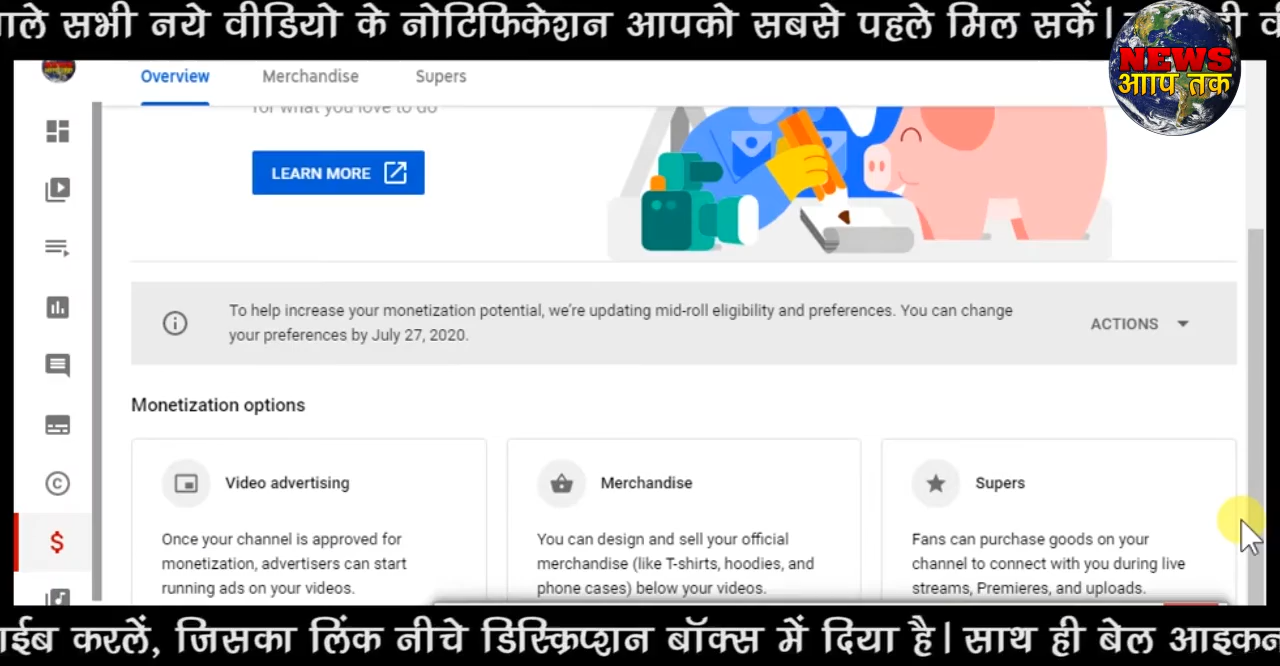 सभी नये वीडियो के नोटिफिकेशन आपको सबसे पहले मिल सकें।
NEWS
आाप तक
Overview Merchandise Supers
for what you love to do
LEARN MORE
To help increase your monetization potential, we're updating mid-roll eligibility and preferences. You can change
your preferences by July 27, 2020.
ACTIONS
Monetization options
Video advertising
Once your channel is approved for
monetization, advertisers can start
running ads on your videos.
Merchandise
You can design and sell your official
merchandise (like T-shirts, hoodies, and
phone cases) below your videos.
Supers
Fans can purchase goods on your
channel to connect with you during live
streams, Premieres, and uploads.
करलें, जिसका लिंक नीचे डिस्क्रिप्शन बॉक्स में दिया है। साथ ही बेल आइकन